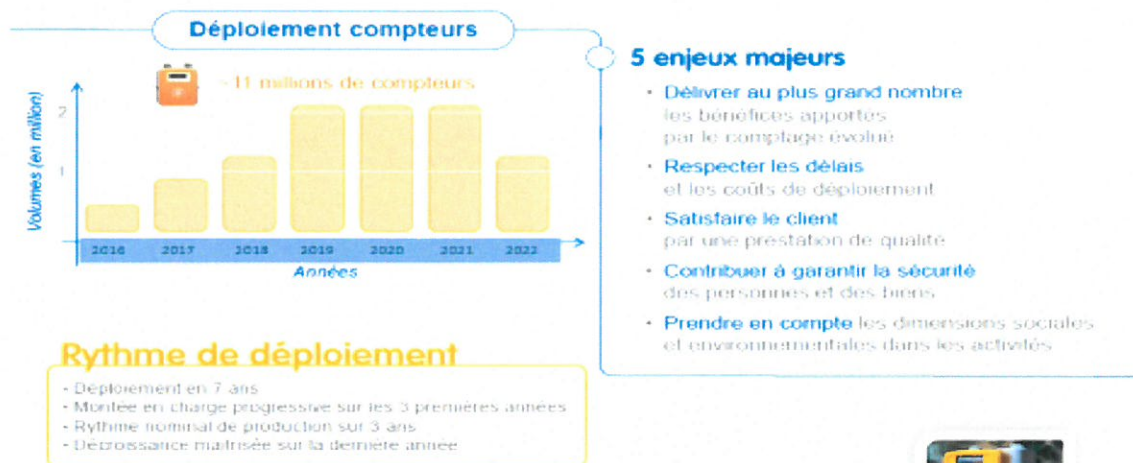 Déploiement compteurs
~ 11 millions de compteurs
Volumes (en million)
2
1
2016 2017 2018 2019 2020 2021 2022
Années
Rythme de déploiement
- Déploiement en 7 ans
- Montée en charge progressive sur les 3 premières années
- Rythme nominal de production sur 3 ans
- Décroissance maîtrisée sur la dernière année
5 enjeux majeurs
• Délivrer au plus grand nombre
les bénéfices apportés
par le comptage évolué
• Respecter les délais
et les coûts de déploiement
• Satisfaire le client
par une prestation de qualité
• Contribuer à garantir la sécurité
des personnes et des biens
• Prendre en compte les dimensions sociales
et environnementales dans les activités